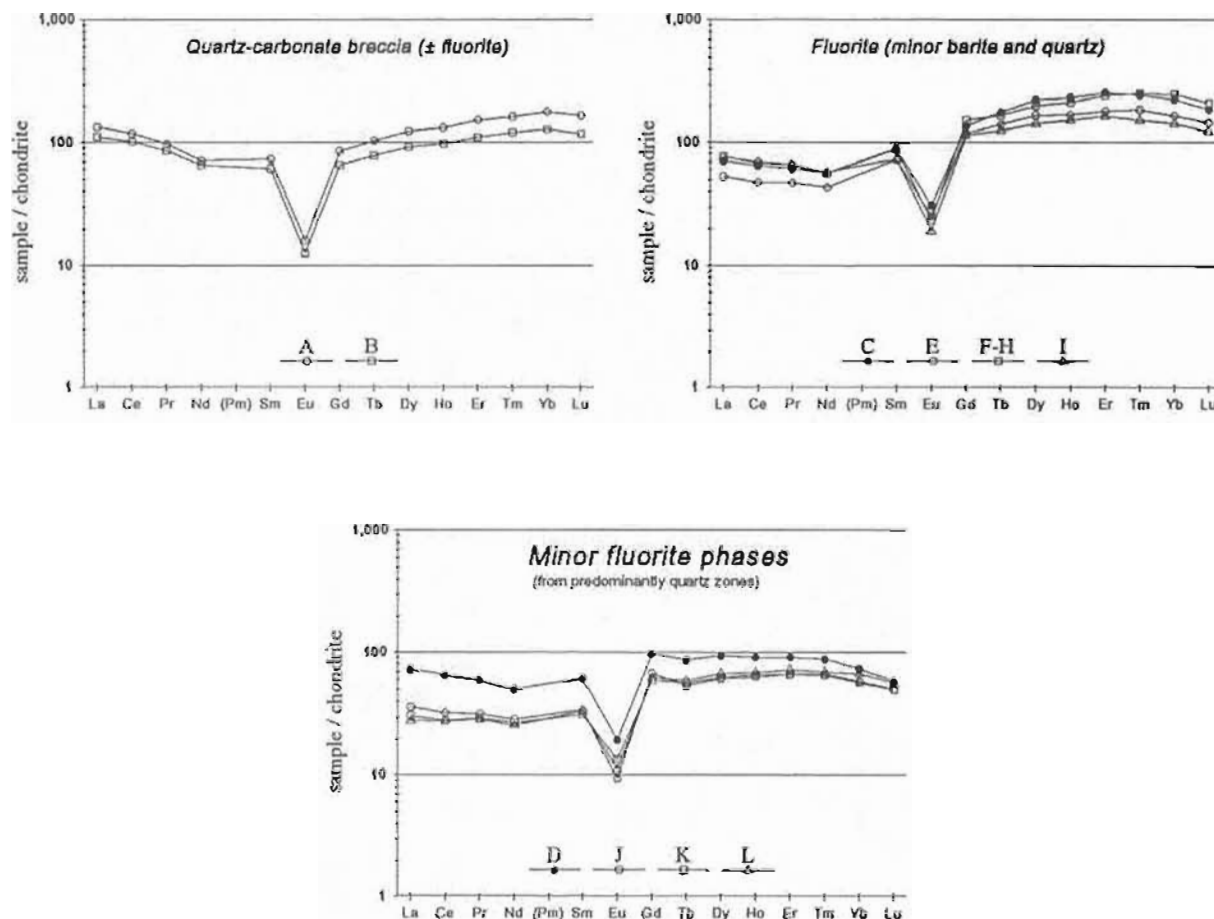 1,000
Quartz-carbonate breccia (± fluorite)
100
sample / chondrite
10
A B
1
La Ce Pr Nd (Pm) Sm Eu Gd Tb Dy Ho Er Tm Yb Lu
1,000
Fluorite (minor barite and quartz)
100
sample / chondrite
10
C E F-H I
1
La Ce Pr Nd (Pm) Sm Eu Gd Tb Dy Ho Er Tm Yb Lu
1,000
Minor fluorite phases
(from predominantly quartz zones)
100
sample / chondrite
10
D J K L
1
La Ce Pr Nd (Pm) Sm Eu Gd Tb Dy Ho Er Tm Yb Lu